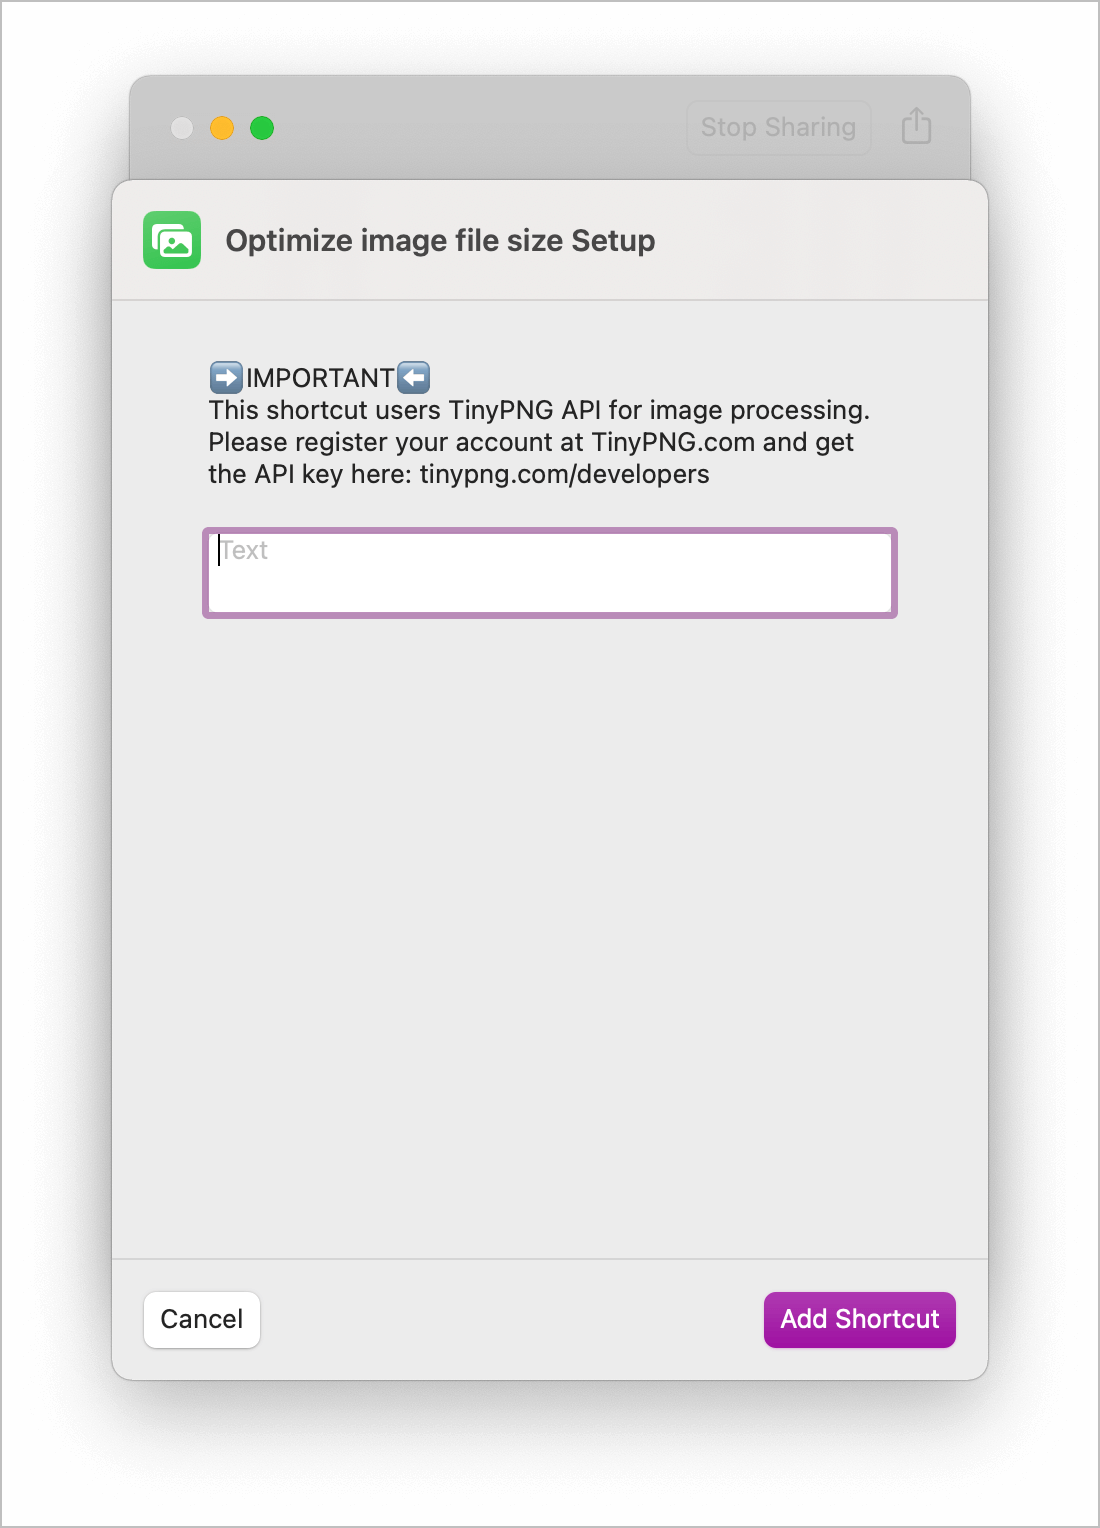 Stop Sharing
Optimize image file size Setup
➡️IMPORTANT⬅️
This shortcut users TinyPNG API for image processing.
Please register your account at TinyPNG.com and get
the API key here: tinypng.com/developers
Text
Cancel
Add Shortcut